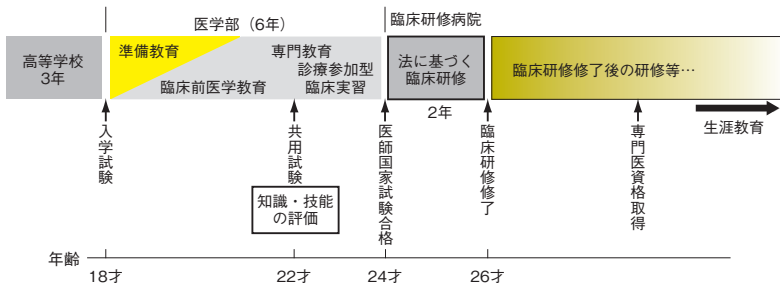 医学部（6年）
臨床研修病院
高等学校
3年
準備教育
臨床前医学教育
専門教育
診療参加型
臨床実習
法に基づく
臨床研修
2年
臨床研修修了後の研修等…
生涯教育
入学試験
共用試験
知識・技能
の評価
医師国家試験合格
臨床研修修了
専門医資格取得
年齢
18才
22才
24才
26才